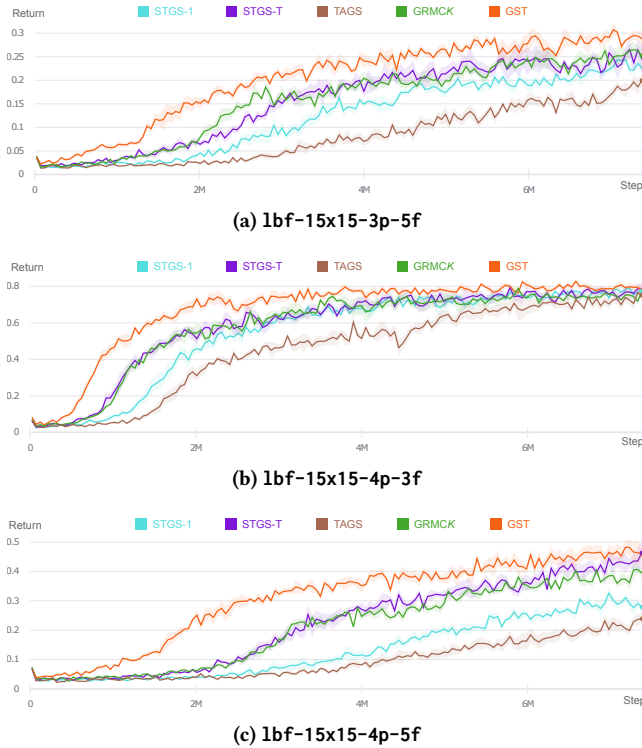 Return
STGS-1 STGS-T TAGS GRMCK GST
0.3
0.25
0.2
0.15
0.1
0.05
0
0 2M 4M 6M Step
(a) lbf-15x15-3p-5f
Return
STGS-1 STGS-T TAGS GRMCK GST
0.8
0.6
0.4
0.2
0
0 2M 4M 6M Step
(b) lbf-15x15-4p-3f
Return
STGS-1 STGS-T TAGS GRMCK GST
0.5
0.4
0.3
0.2
0.1
0
0 2M 4M 6M Step
(c) lbf-15x15-4p-5f